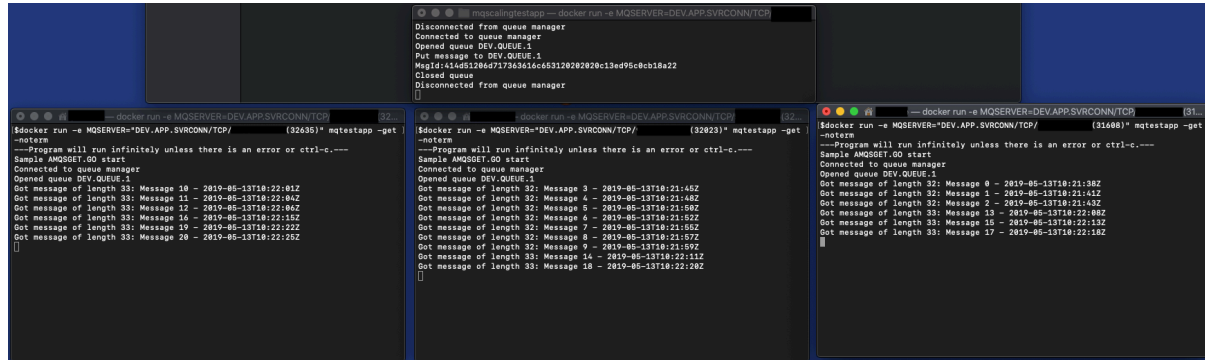 mqscalingtestapp — docker run -e MQSERVER=DEV.APP.SVRCONN/TCP/
Disconnected from queue manager
Connected to queue manager
Opened queue DEV.QUEUE.1
Put message to DEV.QUEUE.1
MsgId:414d51206d717363616c653120202020c13ed95c0cb18a22
Closed queue
Disconnected from queue manager
— docker run -e MQSERVER=DEV.APP.SVRCONN/TCP/ 32...
[$docker run -e MQSERVER="DEV.APP.SVRCONN/TCP/ (32635)" mqtestapp -get ]
-noterm
---Program will run infinitely unless there is an error or ctrl-c.---
Sample AMQSGET.GO start
Connected to queue manager
Opened queue DEV.QUEUE.1
Got message of length 33: Message 10 - 2019-05-13T10:22:01Z
Got message of length 33: Message 11 - 2019-05-13T10:22:04Z
Got message of length 33: Message 12 - 2019-05-13T10:22:06Z
Got message of length 33: Message 16 - 2019-05-13T10:22:15Z
Got message of length 33: Message 19 - 2019-05-13T10:22:22Z
Got message of length 33: Message 20 - 2019-05-13T10:22:25Z
- docker run -e MQSERVER=DEV.APP.SVRCONN/TCP/ (32...
[$docker run -e MQSERVER="DEV.APP.SVRCONN/TCP/ (32023)" mqtestapp -get ]
-noterm
---Program will run infinitely unless there is an error or ctrl-c.---
Sample AMQSGET.GO start
Connected to queue manager
Opened queue DEV.QUEUE.1
Got message of length 32: Message 3 - 2019-05-13T10:21:45Z
Got message of length 32: Message 4 - 2019-05-13T10:21:48Z
Got message of length 32: Message 5 - 2019-05-13T10:21:50Z
Got message of length 32: Message 6 - 2019-05-13T10:21:52Z
Got message of length 32: Message 7 - 2019-05-13T10:21:55Z
Got message of length 32: Message 8 - 2019-05-13T10:21:57Z
Got message of length 32: Message 9 - 2019-05-13T10:21:59Z
Got message of length 33: Message 14 - 2019-05-13T10:22:11Z
Got message of length 33: Message 18 - 2019-05-13T10:22:20Z
— docker run -e MQSERVER=DEV.APP.SVRCONN/TCP/ (31...
[$docker run -e MQSERVER="DEV.APP.SVRCONN/TCP/ (31608)" mqtestapp -get
-noterm
---Program will run infinitely unless there is an error or ctrl-c.---
Sample AMQSGET.GO start
Connected to queue manager
Opened queue DEV.QUEUE.1
Got message of length 32: Message 0 - 2019-05-13T10:21:38Z
Got message of length 32: Message 1 - 2019-05-13T10:21:41Z
Got message of length 32: Message 2 - 2019-05-13T10:21:43Z
Got message of length 33: Message 13 - 2019-05-13T10:22:08Z
Got message of length 33: Message 15 - 2019-05-13T10:22:13Z
Got message of length 33: Message 17 - 2019-05-13T10:22:18Z